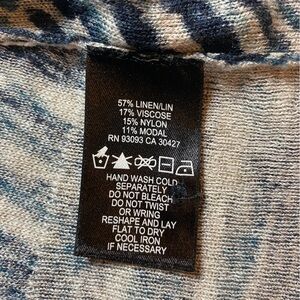 57% LINEN/LIN
17% VISCOSE
15% NYLON
11% MODAL
RN 93093 CA 30427
HAND WASH COLD
SEPARATELY
DO NOT BLEACH
DO NOT TWIST
OR WRING
RESHAPE AND LAY
FLAT TO DRY
COOL IRON
IF NECESSARY